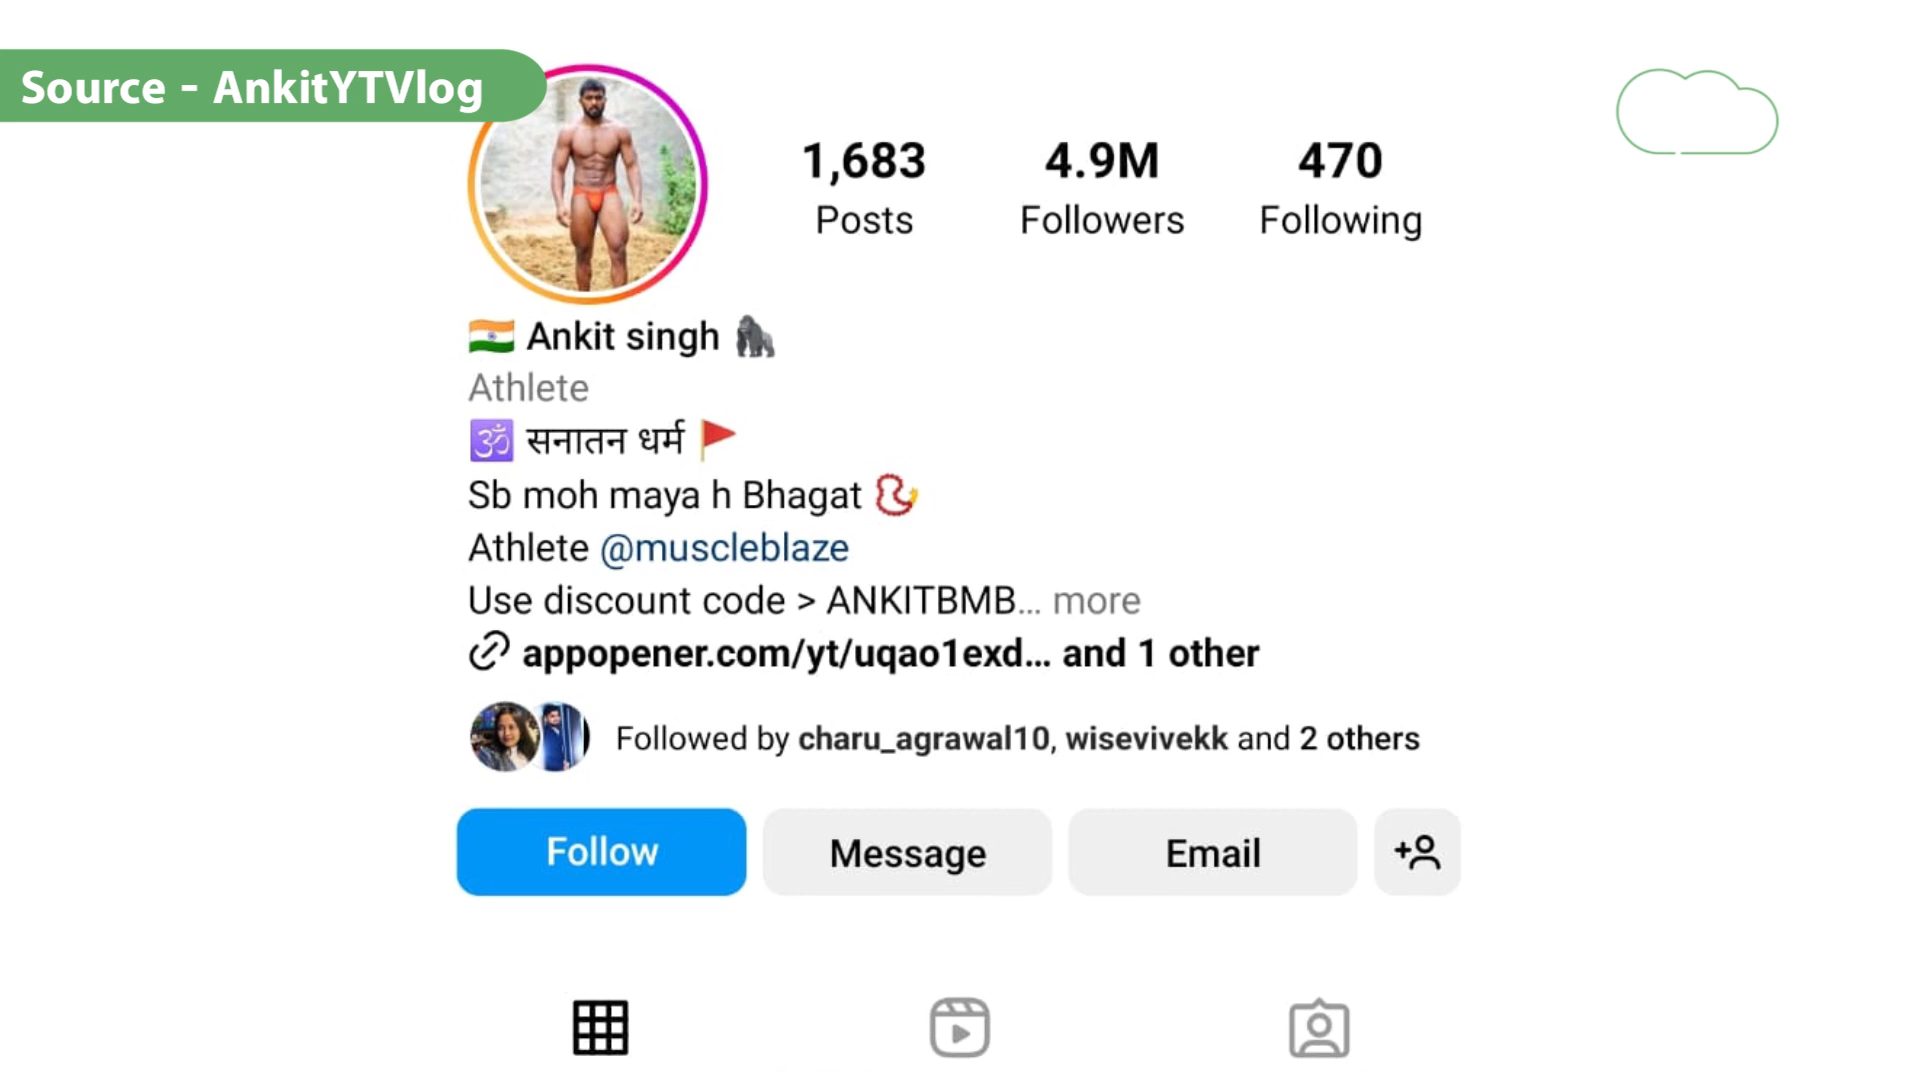 Source - AnkitYTVlog
1,683 4.9M 470
Posts Followers Following
🇮🇳 Ankit singh 🦍
Athlete
🕉️ सनातन धर्म 🚩
Sb moh maya h Bhagat 📿
Athlete @muscleblaze
Use discount code > ANKITBMB... more
appopener.com/yt/uqao1exd... and 1 other
Followed by charu_agrawal10, wisevivekk and 2 others
Follow Message Email